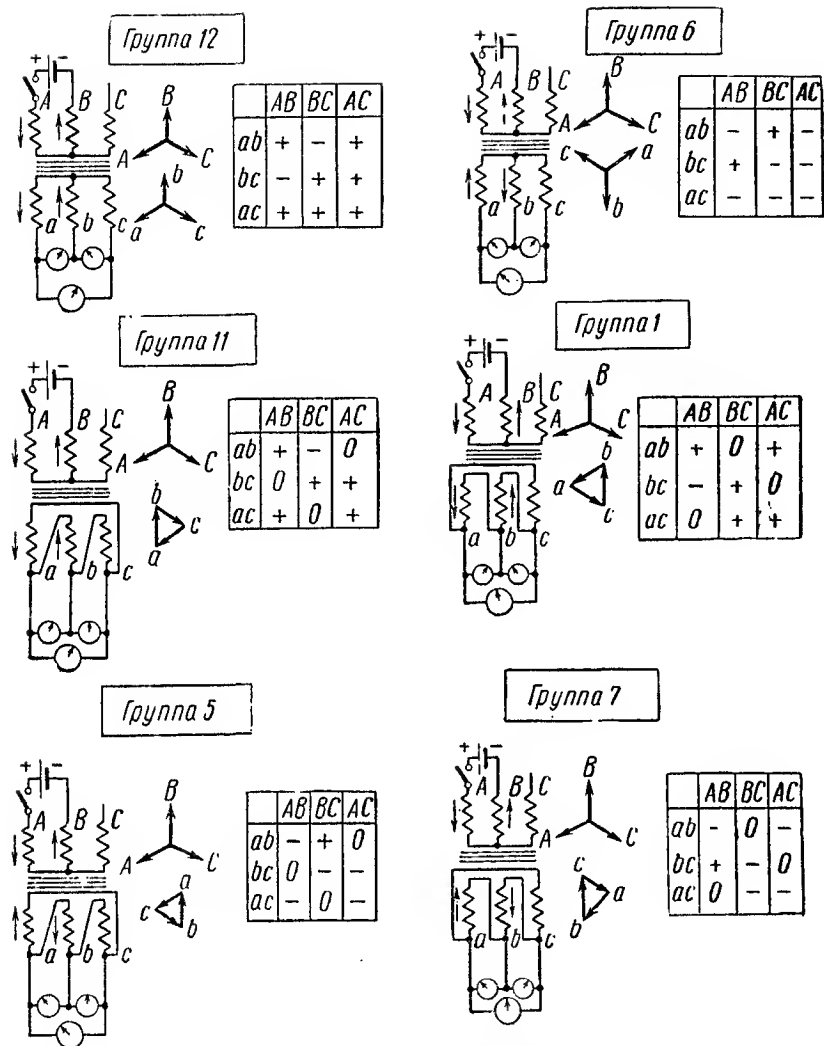 Группа 12
+ -
A B C
B
A C
b
a c
a b c
AB BC AC
ab + - +
bc - + +
ac + + +
Группа 6
+ -
A B C
B
A C
c a
b
a b c
AB BC AC
ab - + -
bc + - -
ac - - -
Группа 11
+ -
A B C
B
A C
b
c
a
a b c
AB BC AC
ab + - 0
bc 0 + +
ac + 0 +
Группа 1
+ -
A B C
B
A C
b
a
c
a b c
AB BC AC
ab + 0 +
bc - + 0
ac 0 + +
Группа 5
+ -
A B C
B
A C
a
c
b
a b c
AB BC AC
ab - + 0
bc 0 - -
ac - 0 -
Группа 7
+ -
A B C
B
A C
c
a
b
a b c
AB BC AC
ab - 0 -
bc + - 0
ac 0 - -